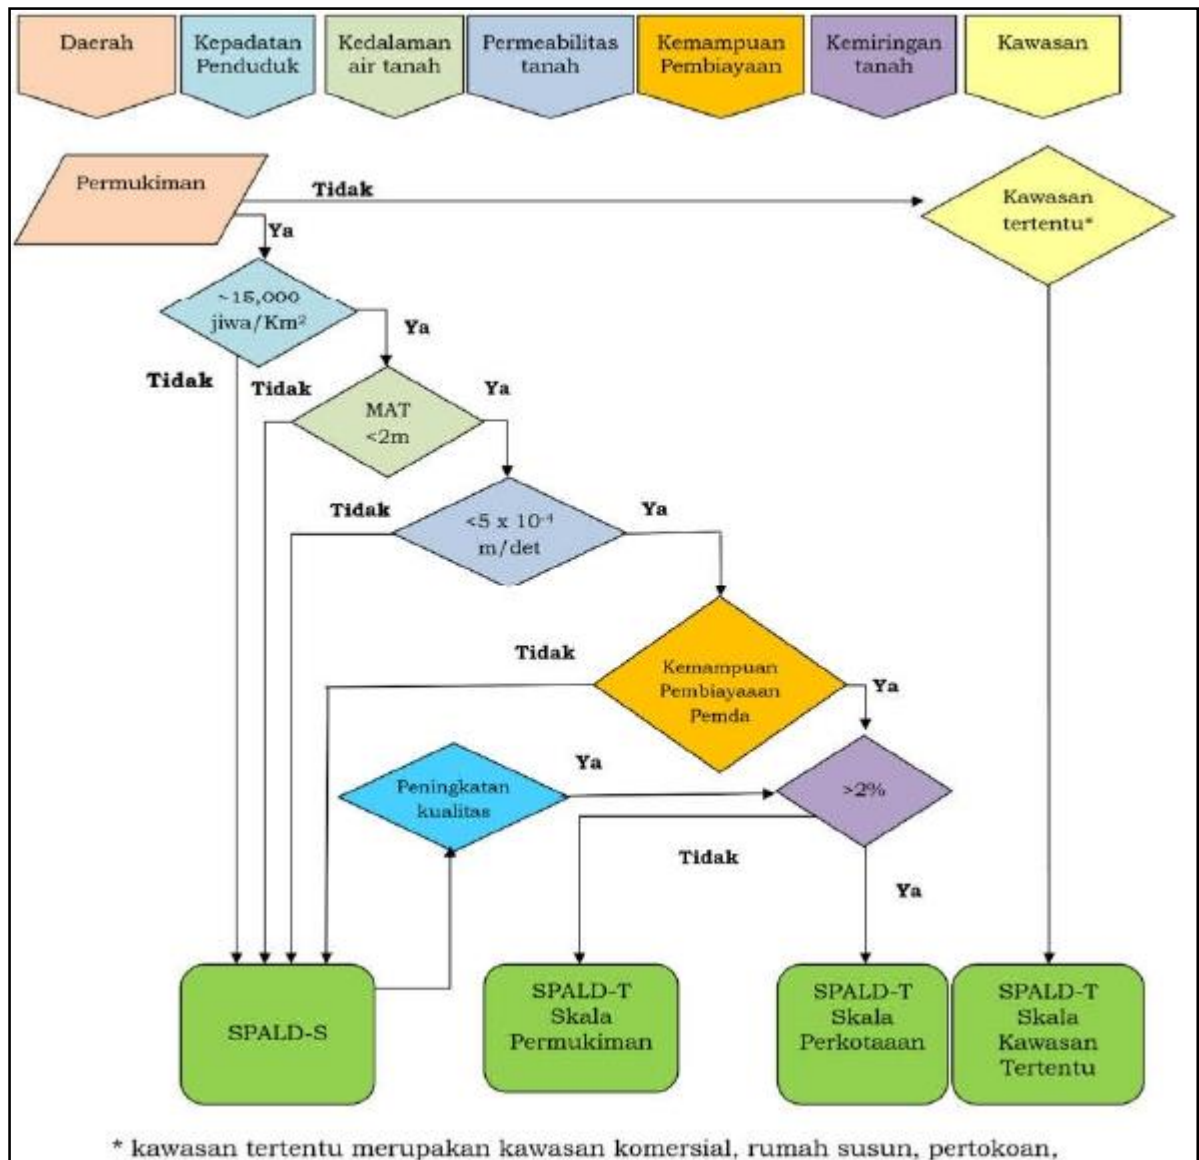 Daerah
Kepadatan
Penduduk
Kedalaman
air tanah
Permeabilitas
tanah
Kemampuan
Pembiayaan
Kemiringan
tanah
Kawasan
Permukiman
Tidak
Kawasan
tertentu*
Ya
~15,000
jiwa/Km²
Ya
Tidak
Tidak
MAT
<2m
Ya
Tidak
<5 x 10⁻⁴
m/det
Ya
Tidak
Kemampuan
Pembiayaaan
Pemda
Ya
Peningkatan
kualitas
Ya
>2%
Tidak
Ya
SPALD-S
SPALD-T
Skala
Permukiman
SPALD-T
Skala
Perkotaaan
SPALD-T
Skala
Kawasan
Tertentu
* kawasan tertentu merupakan kawasan komersial, rumah susun, pertokoan,